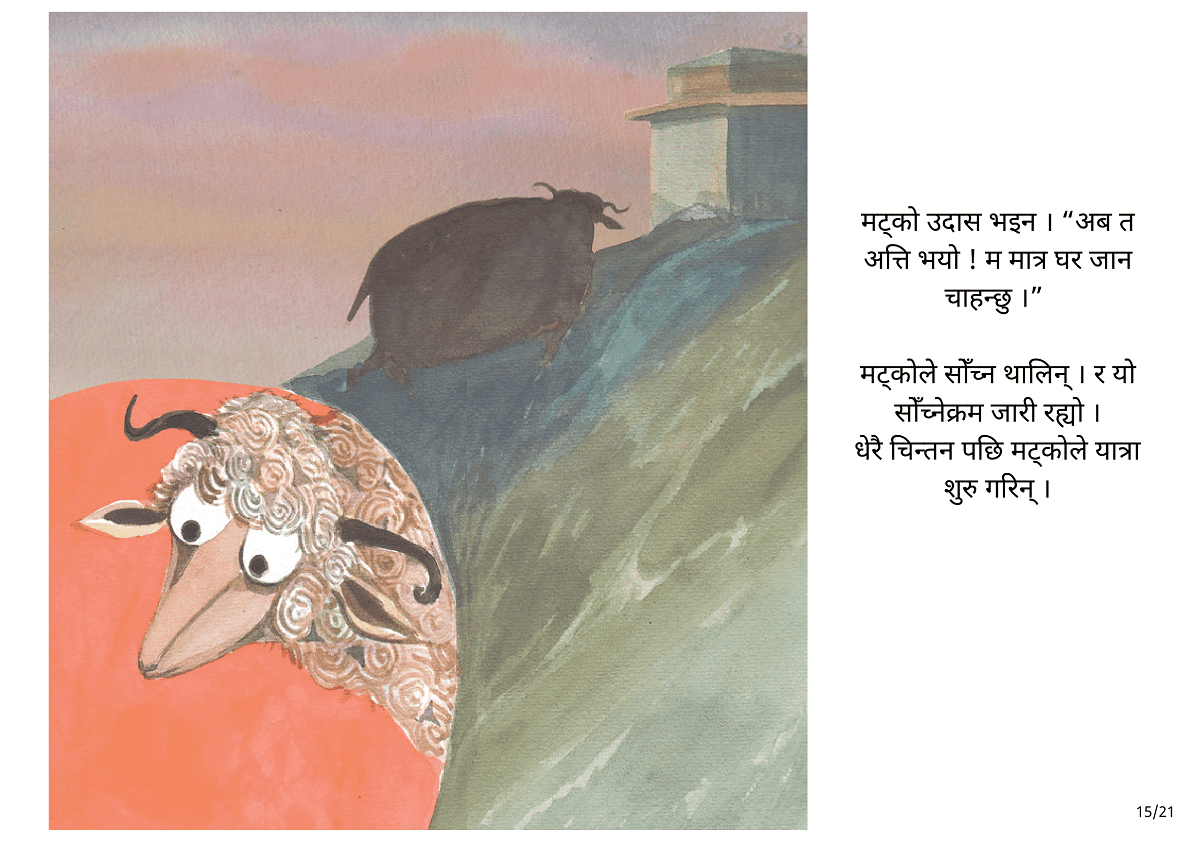 मट्को उदास भइन । “अब त
अत्ति भयो ! म मात्र घर जान
चाहन्छु ।”
मट्कोले सोँच्न थालिन् । र यो
सोँच्नेक्रम जारी रह्यो ।
धेरै चिन्तन पछि मट्कोले यात्रा
शुरु गरिन् ।
15/21